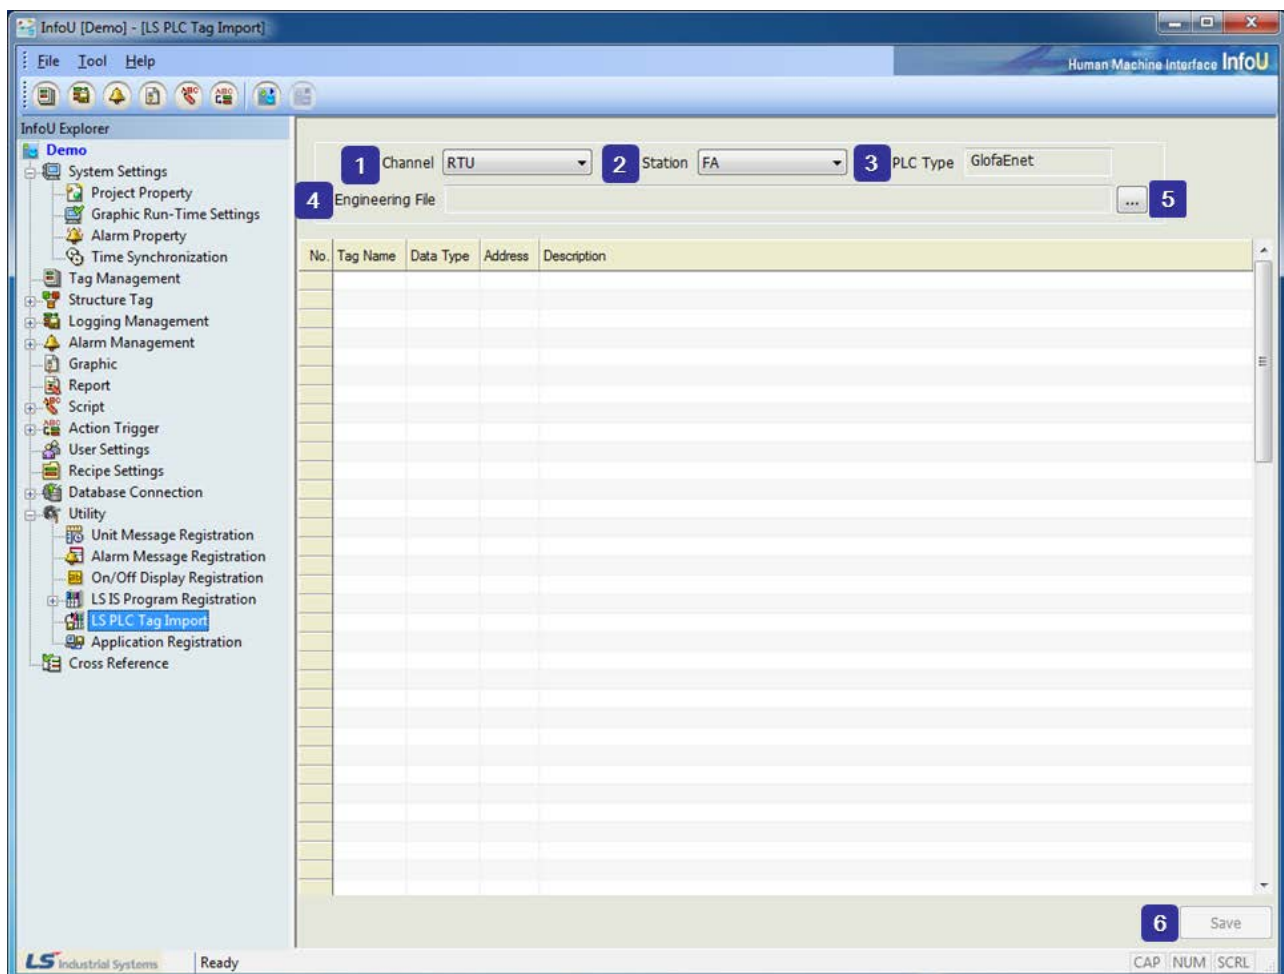 InfoU [Demo] - [LS PLC Tag Import]
File Tool Help
Human Machine Interface InfoU
InfoU Explorer
Demo
System Settings
Project Property
Graphic Run-Time Settings
Alarm Property
Time Synchronization
Tag Management
Structure Tag
Logging Management
Alarm Management
Graphic
Report
Script
Action Trigger
User Settings
Recipe Settings
Database Connection
Utility
Unit Message Registration
Alarm Message Registration
On/Off Display Registration
LS IS Program Registration
LS PLC Tag Import
Application Registration
Cross Reference
1 Channel RTU 2 Station FA 3 PLC Type GlofaEnet
4 Engineering File ... 5
No. Tag Name Data Type Address Description
6 Save
LS Industrial Systems Ready CAP NUM SCRL